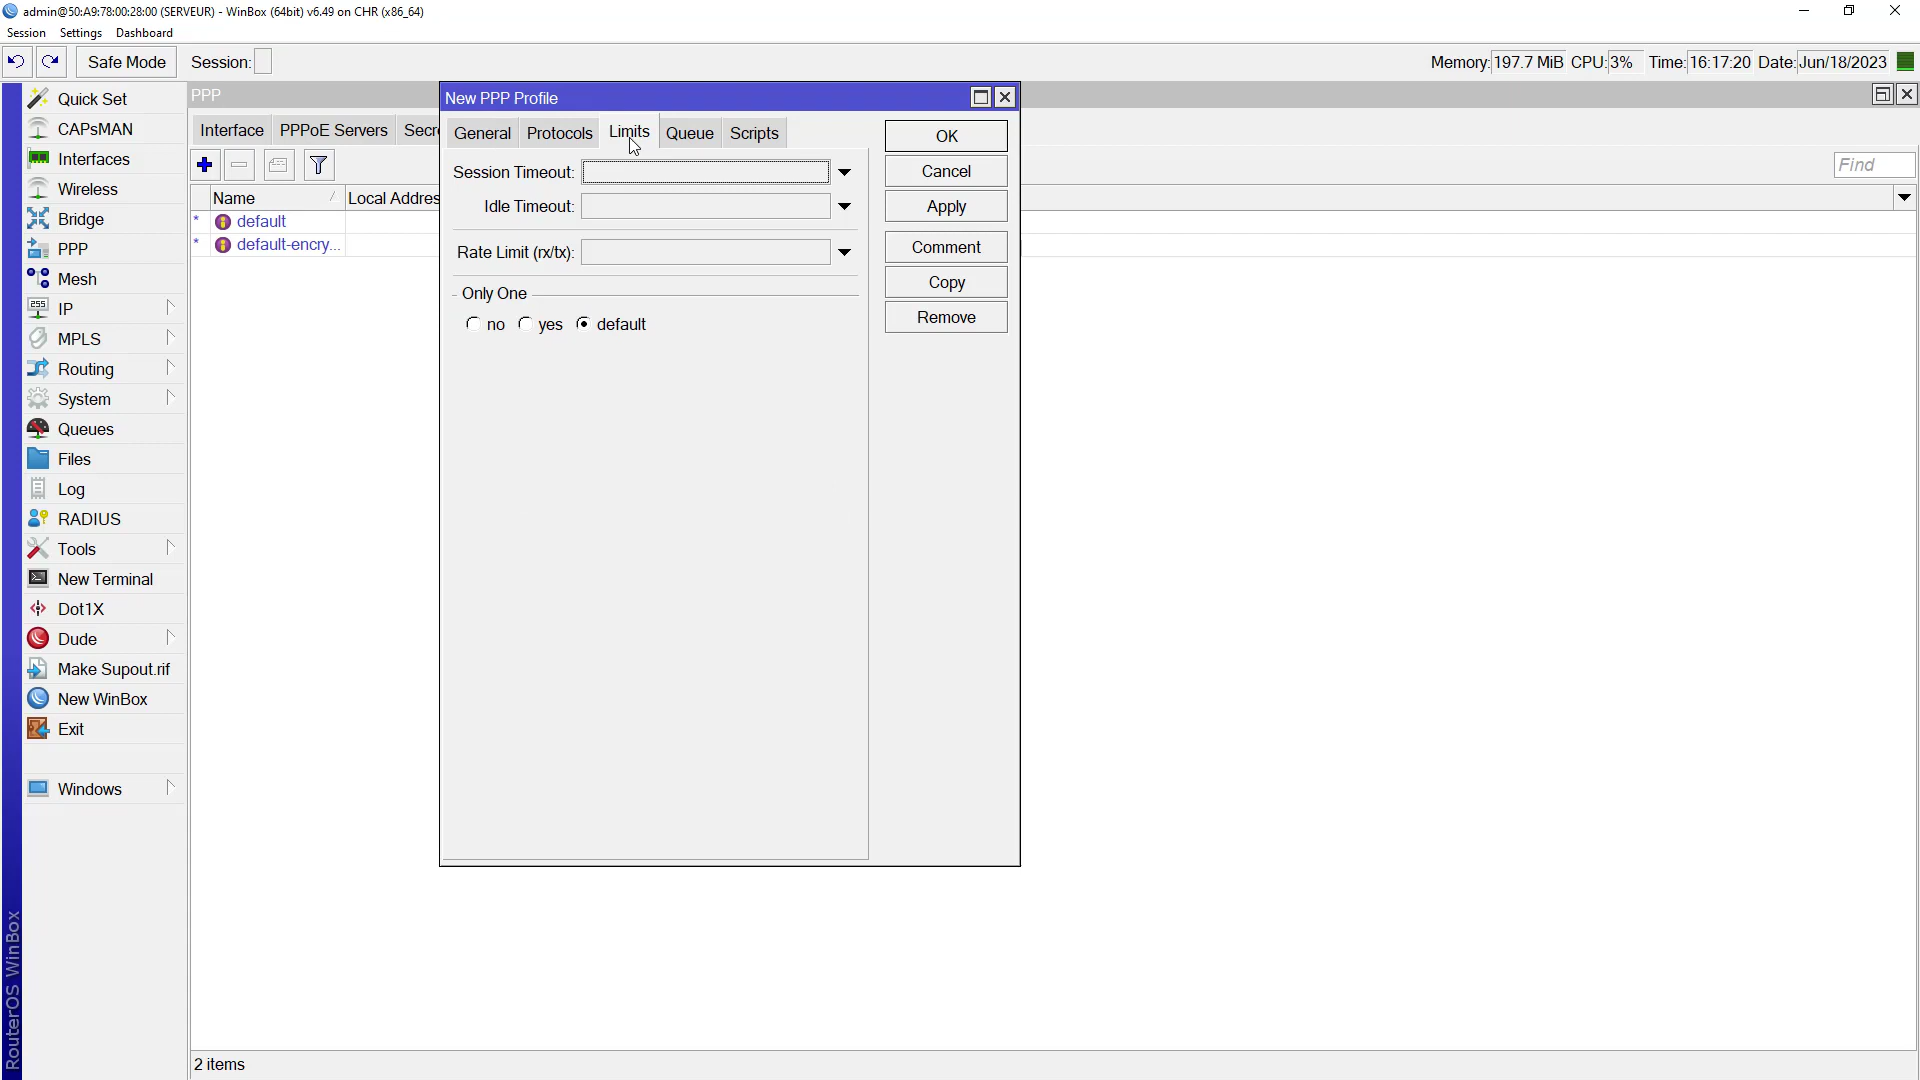 admin@50:A9:78:00:28:00 (SERVEUR) - WinBox (64bit) v6.49 on CHR (x86_64)
Session Settings Dashboard
Safe Mode Session: Memory: 197.7 MiB CPU: 3% Time: 16:17:20 Date: Jun/18/2023
Quick Set
CAPsMAN
Interfaces
Wireless
Bridge
PPP
Mesh
IP
MPLS
Routing
System
Queues
Files
Log
RADIUS
Tools
New Terminal
Dot1X
Dude
Make Supout.rif
New WinBox
Exit
Windows
RouterOS WinBox
PPP
Interface PPPoE Servers Secr
Find
Name Local Addres
* default
* default-encry...
2 items
New PPP Profile
General Protocols Limits Queue Scripts
Session Timeout:
Idle Timeout:
Rate Limit (rx/tx):
Only One
no yes default
OK
Cancel
Apply
Comment
Copy
Remove